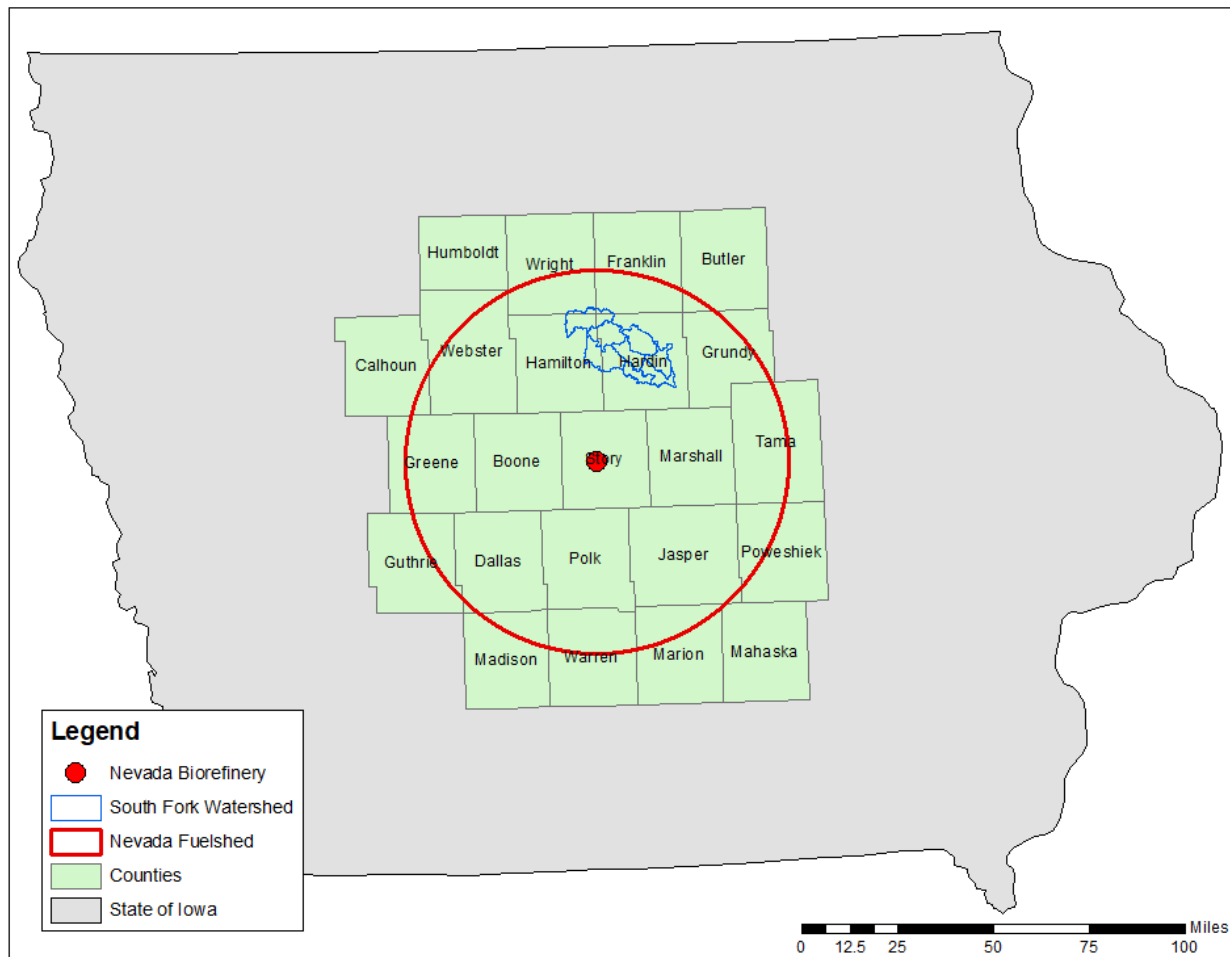 Humboldt
Wright
Franklin
Butler
Calhoun
Webster
Hamilton
Hardin
Grundy
Greene
Boone
Story
Marshall
Tama
Guthrie
Dallas
Polk
Jasper
Poweshiek
Madison
Warren
Marion
Mahaska
Legend
Nevada Biorefinery
South Fork Watershed
Nevada Fuelshed
Counties
State of Iowa
Miles
0 12.5 25 50 75 100